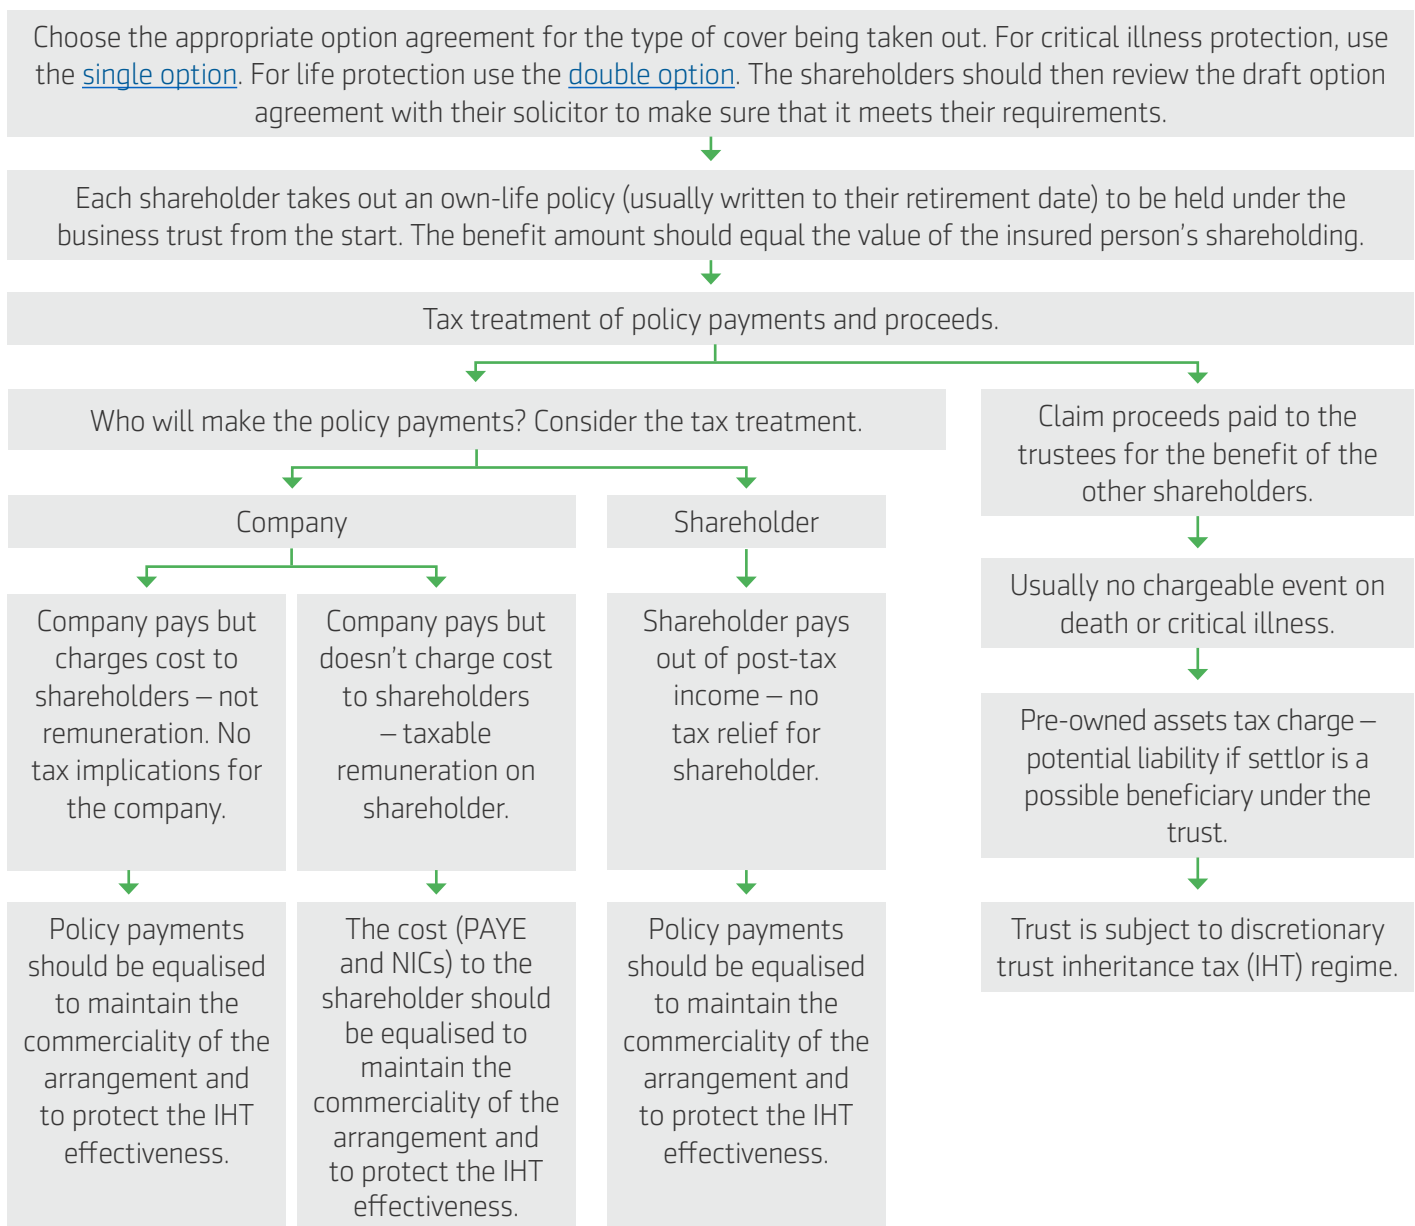 Choose the appropriate option agreement for the type of cover being taken out. For critical illness protection, use
the single option. For life protection use the double option. The shareholders should then review the draft option
agreement with their solicitor to make sure that it meets their requirements.
Each shareholder takes out an own-life policy (usually written to their retirement date) to be held under the
business trust from the start. The benefit amount should equal the value of the insured person’s shareholding.
Tax treatment of policy payments and proceeds.
Who will make the policy payments? Consider the tax treatment.
Company
Company pays but
charges cost to
shareholders – not
remuneration. No
tax implications for
the company.
Policy payments
should be equalised
to maintain the
commerciality of the
arrangement and
to protect the IHT
effectiveness.
Company pays but
doesn’t charge cost
to shareholders
– taxable
remuneration on
shareholder.
The cost (PAYE
and NICs) to the
shareholder should
be equalised to
maintain the
commerciality of the
arrangement and
to protect the IHT
effectiveness.
Shareholder
Shareholder pays
out of post-tax
income – no
tax relief for
shareholder.
Policy payments
should be equalised
to maintain the
commerciality of the
arrangement and
to protect the IHT
effectiveness.
Claim proceeds paid to the
trustees for the benefit of the
other shareholders.
Usually no chargeable event on
death or critical illness.
Pre-owned assets tax charge –
potential liability if settlor is a
possible beneficiary under the
trust.
Trust is subject to discretionary
trust inheritance tax (IHT) regime.